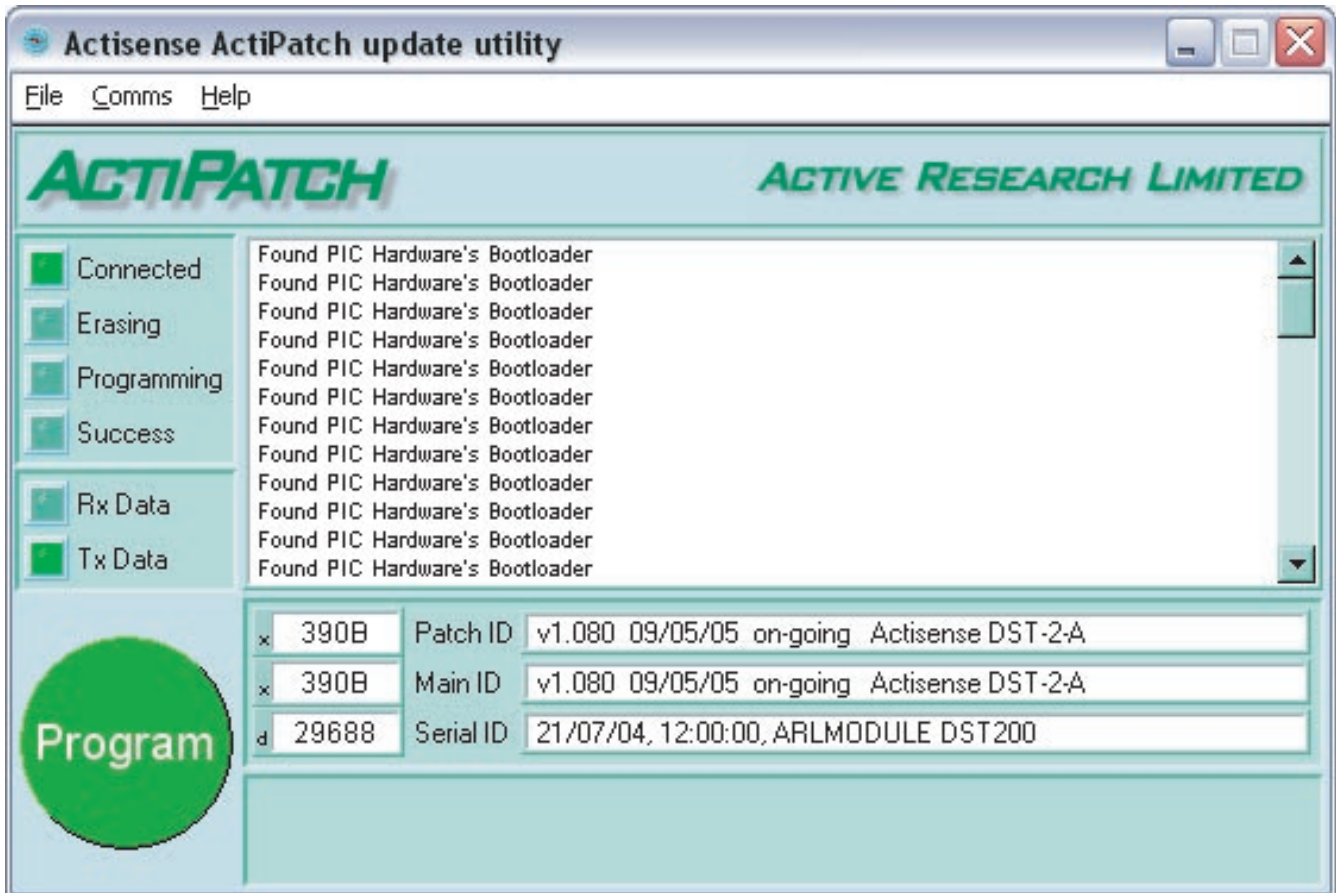 Actisense ActiPatch update utility
File Comms Help
ACTIPATCH ACTIVE RESEARCH LIMITED
Connected
Erasing
Programming
Success
Rx Data
Tx Data
Found PIC Hardware's Bootloader
Found PIC Hardware's Bootloader
Found PIC Hardware's Bootloader
Found PIC Hardware's Bootloader
Found PIC Hardware's Bootloader
Found PIC Hardware's Bootloader
Found PIC Hardware's Bootloader
Found PIC Hardware's Bootloader
Found PIC Hardware's Bootloader
Found PIC Hardware's Bootloader
Found PIC Hardware's Bootloader
Found PIC Hardware's Bootloader
Program
x 390B Patch ID v1.080 09/05/05 on-going Actisense DST-2-A
x 390B Main ID v1.080 09/05/05 on-going Actisense DST-2-A
d 29688 Serial ID 21/07/04, 12:00:00, ARLMODULE DST200